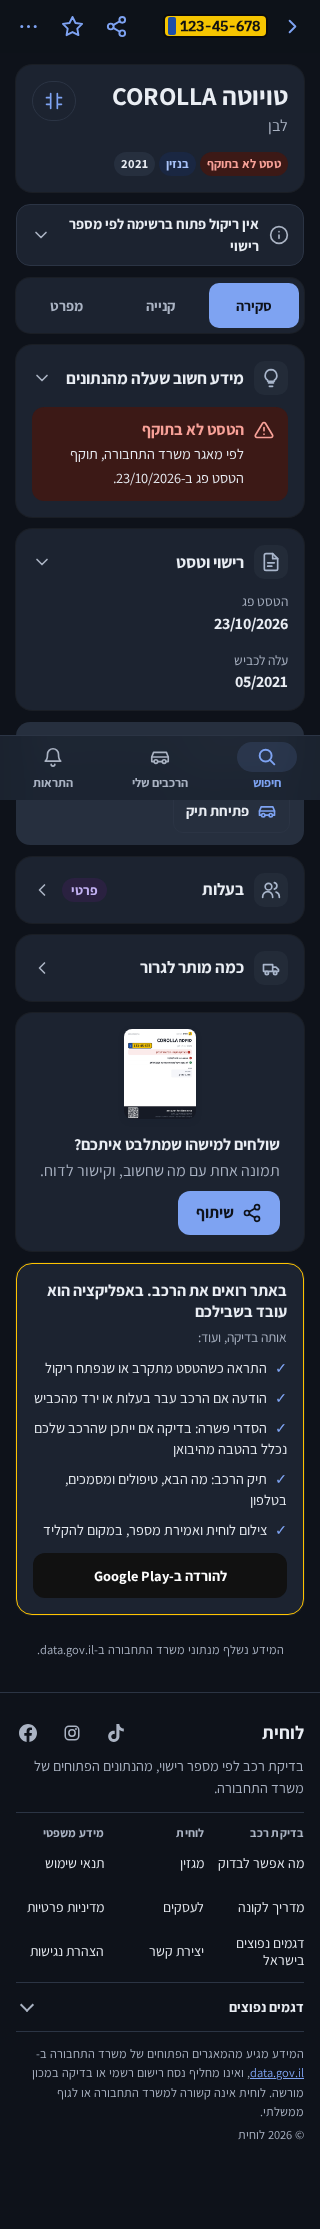 123-45-678
טויוטה COROLLA
לבן
טסט לא בתוקף
בנזין
2021
אין ריקול פתוח ברשימה לפי מספר
רישוי
סקירה
קנייה
מפרט
מידע חשוב שעלה מהנתונים
הטסט לא בתוקף
לפי מאגר משרד התחבורה, תוקף
הטסט פג ב-23/10/2026.
רישוי וטסט
הטסט פג
23/10/2026
עלה לכביש
05/2021
חיפוש
הרכבים שלי
התראות
פתיחת תיק
בעלות
פרטי
כמה מותר לגרור
שולחים למישהו שמתלבט איתכם?
תמונה אחת עם מה שחשוב, וקישור לדוח.
שיתוף
באתר רואים את הרכב. באפליקציה הוא
עובד בשבילכם
אותה בדיקה, ועוד:
✓ התראה כשהטסט מתקרב או שנפתח ריקול
✓ הודעה אם הרכב עבר בעלות או ירד מהכביש
✓ הסדרי פשרה: בדיקה אם ייתכן שהרכב שלכם
נכלל בהטבה מהיבואן
✓ תיק הרכב: מה הבא, טיפולים ומסמכים,
בטלפון
✓ צילום לוחית ואמירת מספר, במקום להקליד
להורדה ב-Google Play
המידע נשלף מנתוני משרד התחבורה ב-data.gov.il.
לוחית
בדיקת רכב לפי מספר רישוי, מהנתונים הפתוחים של
משרד התחבורה.
בדיקת רכב
לוחית
מידע משפטי
מה אפשר לבדוק
מגזין
תנאי שימוש
מדריך לקונה
לעסקים
מדיניות פרטיות
דגמים נפוצים
בישראל
יצירת קשר
הצהרת נגישות
דגמים נפוצים
המידע מגיע מהמאגרים הפתוחים של משרד התחבורה ב-
data.gov.il, ואינו מחליף נסח רישום רשמי או בדיקה במכון
מורשה. לוחית אינה קשורה למשרד התחבורה או לגוף
ממשלתי.
© 2026 לוחית